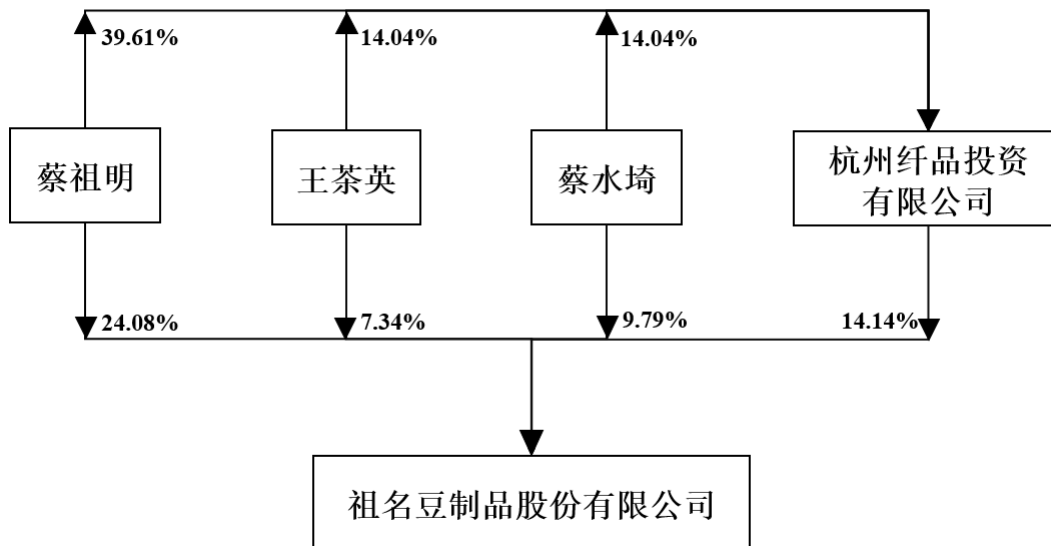 39.61%
14.04%
14.04%
蔡祖明
王茶英
蔡水埼
杭州纤品投资
有限公司
24.08%
7.34%
9.79%
14.14%
祖名豆制品股份有限公司